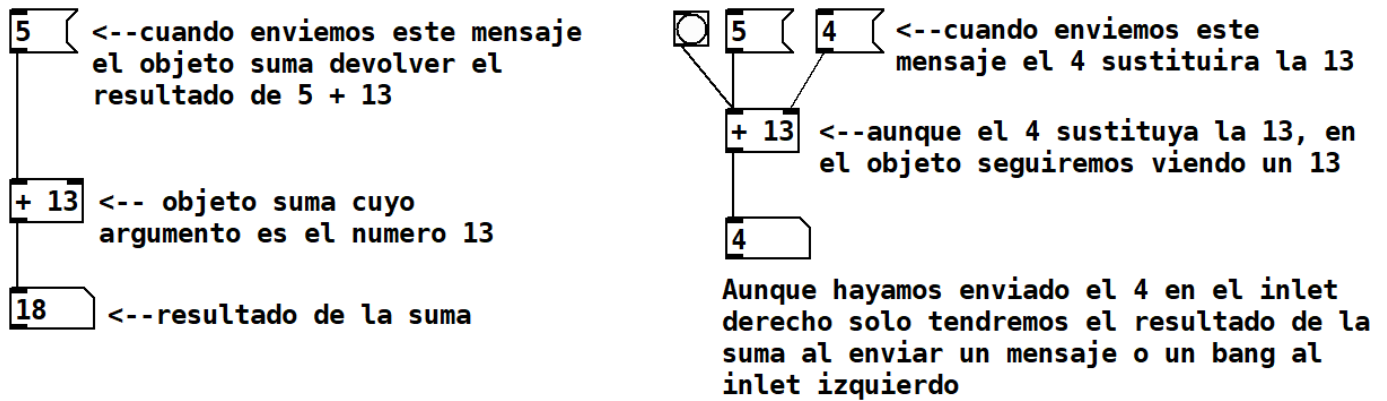 5
<--cuando enviemos este mensaje
el objeto suma devolver el
resultado de 5 + 13
+ 13
<-- objeto suma cuyo
argumento es el numero 13
18
<--resultado de la suma
5
4
<--cuando enviemos este
mensaje el 4 sustituira la 13
+ 13
<--aunque el 4 sustituya la 13, en
el objeto seguiremos viendo un 13
4
Aunque hayamos enviado el 4 en el inlet
derecho solo tendremos el resultado de la
suma al enviar un mensaje o un bang al
inlet izquierdo